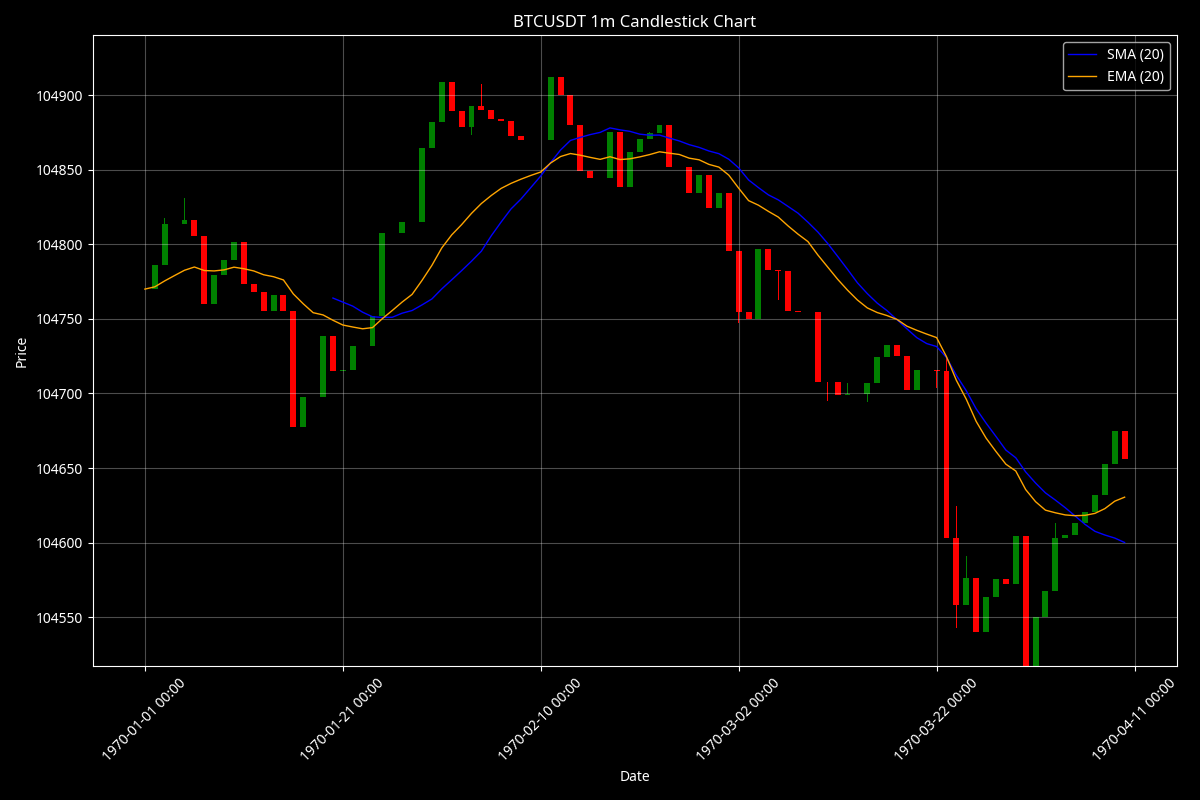 BTCUSDT 1m Candlestick Chart
SMA (20)
EMA (20)
104900
104850
104800
104750
104700
104650
104600
104550
Price
1970-01-01 00:00
1970-01-21 00:00
1970-02-10 00:00
1970-03-02 00:00
1970-03-22 00:00
1970-04-11 00:00
Date